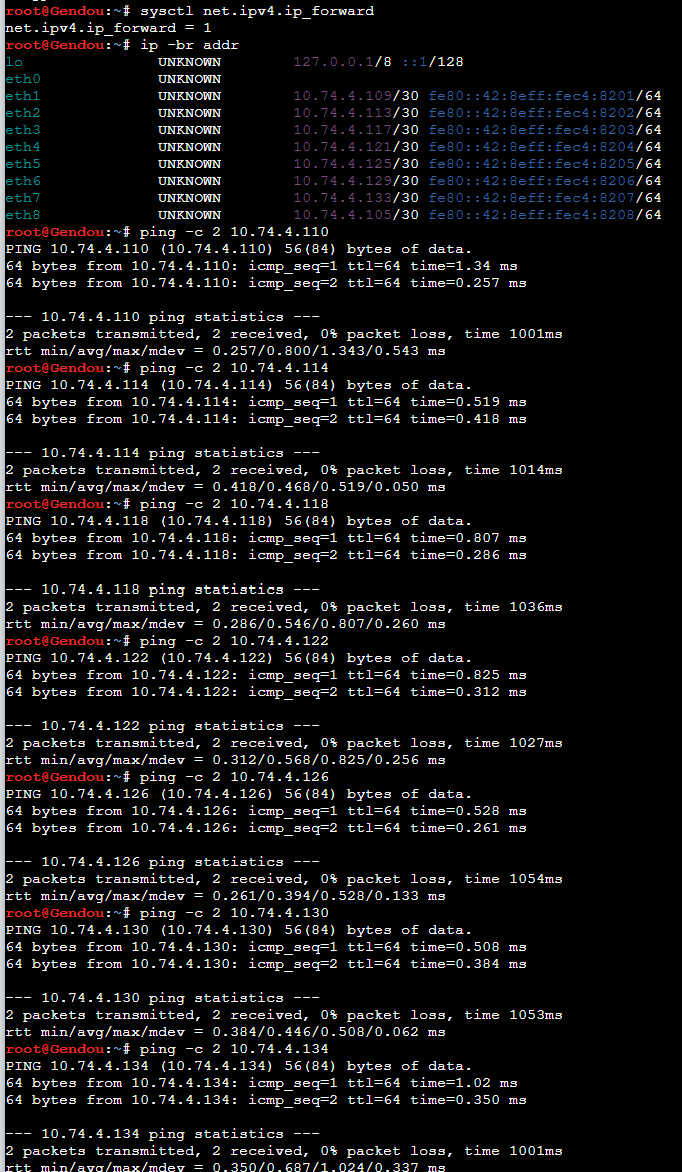 root@Gendou:~# sysctl net.ipv4.ip_forward
net.ipv4.ip_forward = 1
root@Gendou:~# ip -br addr
lo UNKNOWN 127.0.0.1/8 ::1/128
eth0 UNKNOWN
eth1 UNKNOWN 10.74.4.109/30 fe80::42:8eff:fec4:8201/64
eth2 UNKNOWN 10.74.4.113/30 fe80::42:8eff:fec4:8202/64
eth3 UNKNOWN 10.74.4.117/30 fe80::42:8eff:fec4:8203/64
eth4 UNKNOWN 10.74.4.121/30 fe80::42:8eff:fec4:8204/64
eth5 UNKNOWN 10.74.4.125/30 fe80::42:8eff:fec4:8205/64
eth6 UNKNOWN 10.74.4.129/30 fe80::42:8eff:fec4:8206/64
eth7 UNKNOWN 10.74.4.133/30 fe80::42:8eff:fec4:8207/64
eth8 UNKNOWN 10.74.4.105/30 fe80::42:8eff:fec4:8208/64
root@Gendou:~# ping -c 2 10.74.4.110
PING 10.74.4.110 (10.74.4.110) 56(84) bytes of data.
64 bytes from 10.74.4.110: icmp_seq=1 ttl=64 time=1.34 ms
64 bytes from 10.74.4.110: icmp_seq=2 ttl=64 time=0.257 ms
--- 10.74.4.110 ping statistics ---
2 packets transmitted, 2 received, 0% packet loss, time 1001ms
rtt min/avg/max/mdev = 0.257/0.800/1.343/0.543 ms
root@Gendou:~# ping -c 2 10.74.4.114
PING 10.74.4.114 (10.74.4.114) 56(84) bytes of data.
64 bytes from 10.74.4.114: icmp_seq=1 ttl=64 time=0.519 ms
64 bytes from 10.74.4.114: icmp_seq=2 ttl=64 time=0.418 ms
--- 10.74.4.114 ping statistics ---
2 packets transmitted, 2 received, 0% packet loss, time 1014ms
rtt min/avg/max/mdev = 0.418/0.468/0.519/0.050 ms
root@Gendou:~# ping -c 2 10.74.4.118
PING 10.74.4.118 (10.74.4.118) 56(84) bytes of data.
64 bytes from 10.74.4.118: icmp_seq=1 ttl=64 time=0.807 ms
64 bytes from 10.74.4.118: icmp_seq=2 ttl=64 time=0.286 ms
--- 10.74.4.118 ping statistics ---
2 packets transmitted, 2 received, 0% packet loss, time 1036ms
rtt min/avg/max/mdev = 0.286/0.546/0.807/0.260 ms
root@Gendou:~# ping -c 2 10.74.4.122
PING 10.74.4.122 (10.74.4.122) 56(84) bytes of data.
64 bytes from 10.74.4.122: icmp_seq=1 ttl=64 time=0.825 ms
64 bytes from 10.74.4.122: icmp_seq=2 ttl=64 time=0.312 ms
--- 10.74.4.122 ping statistics ---
2 packets transmitted, 2 received, 0% packet loss, time 1027ms
rtt min/avg/max/mdev = 0.312/0.568/0.825/0.256 ms
root@Gendou:~# ping -c 2 10.74.4.126
PING 10.74.4.126 (10.74.4.126) 56(84) bytes of data.
64 bytes from 10.74.4.126: icmp_seq=1 ttl=64 time=0.528 ms
64 bytes from 10.74.4.126: icmp_seq=2 ttl=64 time=0.261 ms
--- 10.74.4.126 ping statistics ---
2 packets transmitted, 2 received, 0% packet loss, time 1054ms
rtt min/avg/max/mdev = 0.261/0.394/0.528/0.133 ms
root@Gendou:~# ping -c 2 10.74.4.130
PING 10.74.4.130 (10.74.4.130) 56(84) bytes of data.
64 bytes from 10.74.4.130: icmp_seq=1 ttl=64 time=0.508 ms
64 bytes from 10.74.4.130: icmp_seq=2 ttl=64 time=0.384 ms
--- 10.74.4.130 ping statistics ---
2 packets transmitted, 2 received, 0% packet loss, time 1053ms
rtt min/avg/max/mdev = 0.384/0.446/0.508/0.062 ms
root@Gendou:~# ping -c 2 10.74.4.134
PING 10.74.4.134 (10.74.4.134) 56(84) bytes of data.
64 bytes from 10.74.4.134: icmp_seq=1 ttl=64 time=1.02 ms
64 bytes from 10.74.4.134: icmp_seq=2 ttl=64 time=0.350 ms
--- 10.74.4.134 ping statistics ---
2 packets transmitted, 2 received, 0% packet loss, time 1001ms
rtt min/avg/max/mdev = 0.350/0.687/1.024/0.337 ms